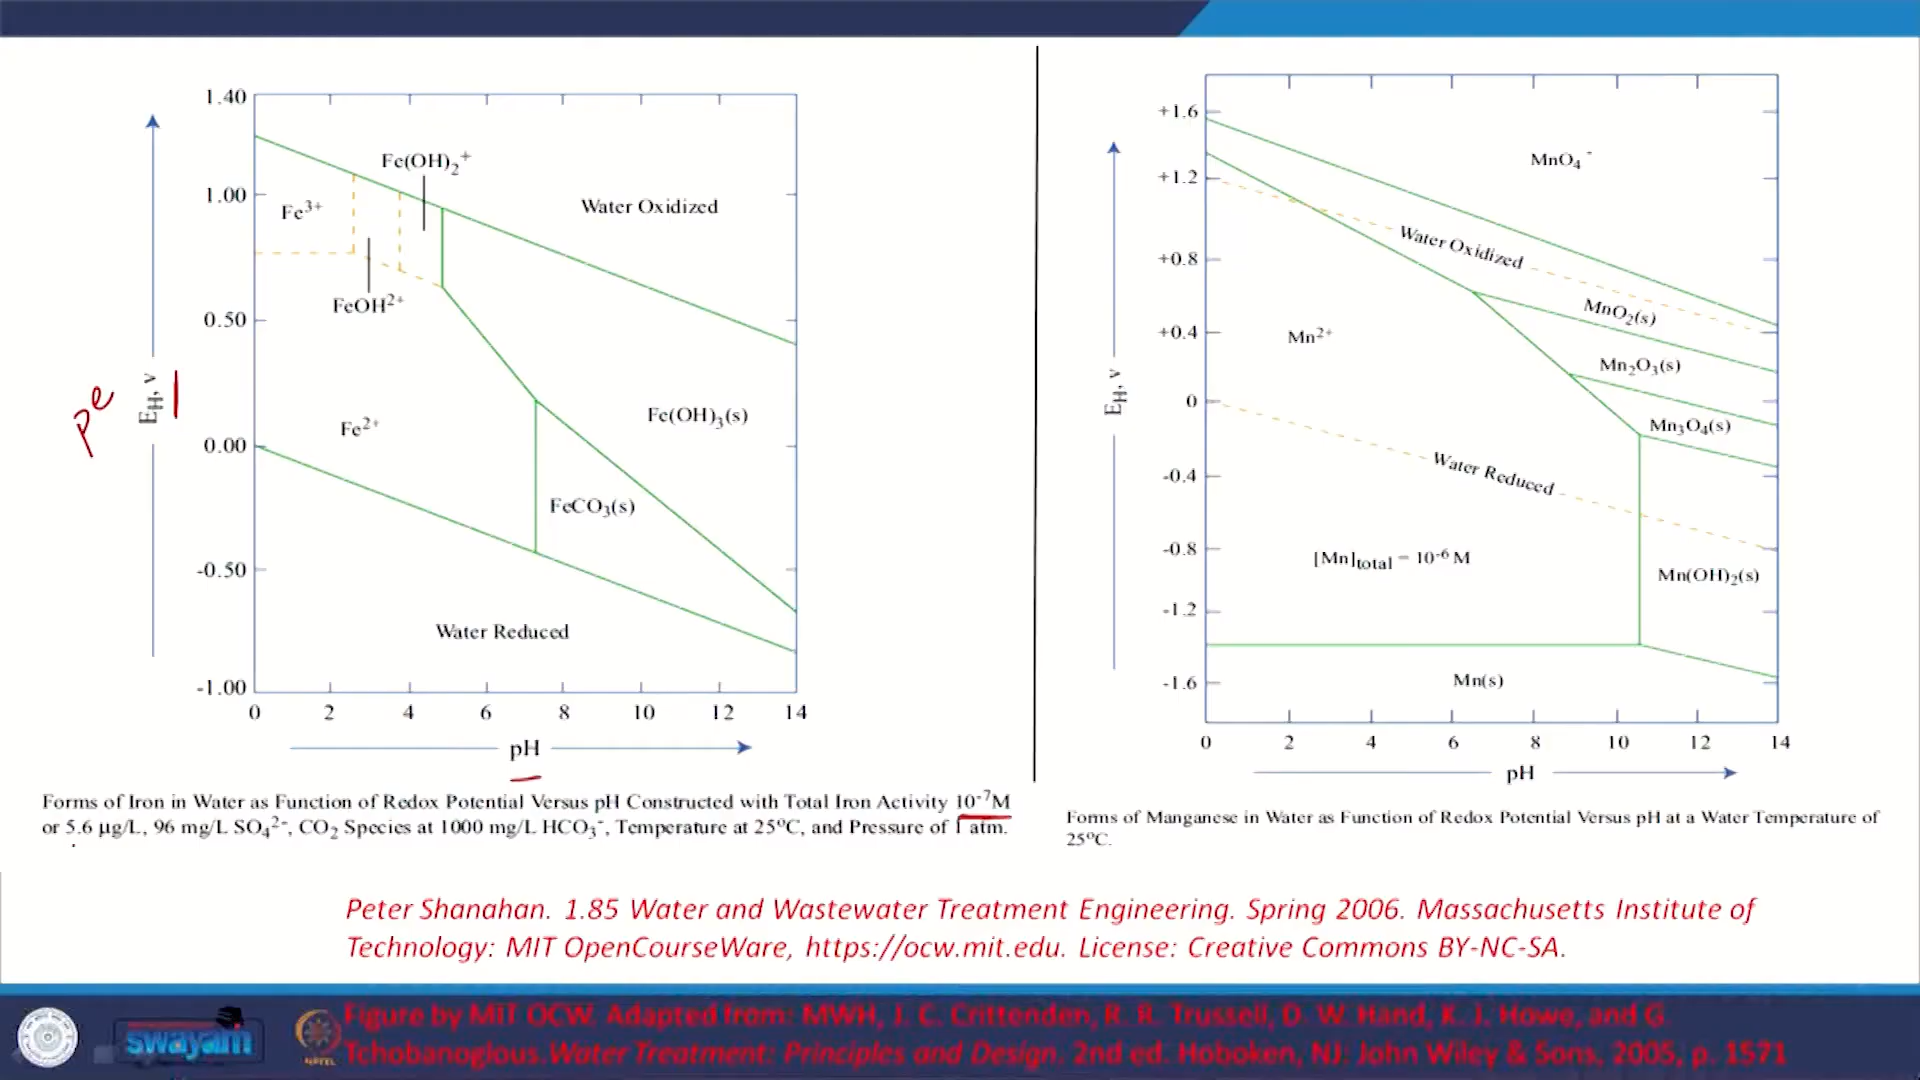 1.40
1.00
0.50
0.00
-0.50
-1.00
E_H, v
pe
Fe(OH)₂⁺
Fe³⁺
FeOH²⁺
Water Oxidized
Fe²⁺
Fe(OH)₃(s)
FeCO₃(s)
Water Reduced
0 2 4 6 8 10 12 14
pH
Forms of Iron in Water as Function of Redox Potential Versus pH Constructed with Total Iron Activity 10⁻⁷M
or 5.6 µg/L, 96 mg/L SO₄²⁻, CO₂ Species at 1000 mg/L HCO₃⁻, Temperature at 25°C, and Pressure of 1 atm.
+1.6
+1.2
+0.8
+0.4
0
-0.4
-0.8
-1.2
-1.6
E_H, v
MnO₄⁻
Water Oxidized
MnO₂(s)
Mn²⁺
Mn₂O₃(s)
Mn₃O₄(s)
Water Reduced
[Mn]total = 10⁻⁶ M
Mn(OH)₂(s)
Mn(s)
0 2 4 6 8 10 12 14
pH
Forms of Manganese in Water as Function of Redox Potential Versus pH at a Water Temperature of
25°C.
Peter Shanahan. 1.85 Water and Wastewater Treatment Engineering. Spring 2006. Massachusetts Institute of
Technology: MIT OpenCourseWare, https://ocw.mit.edu. License: Creative Commons BY-NC-SA.
Figure by MIT OCW. Adapted from: MWH, J. C. Crittenden, R. R. Trussell, D. W. Hand, K. J. Howe, and G.
Tchobanoglous. Water Treatment: Principles and Design. 2nd ed. Hoboken, NJ: John Wiley & Sons, 2005, p. 1571
swayam
NPTEL